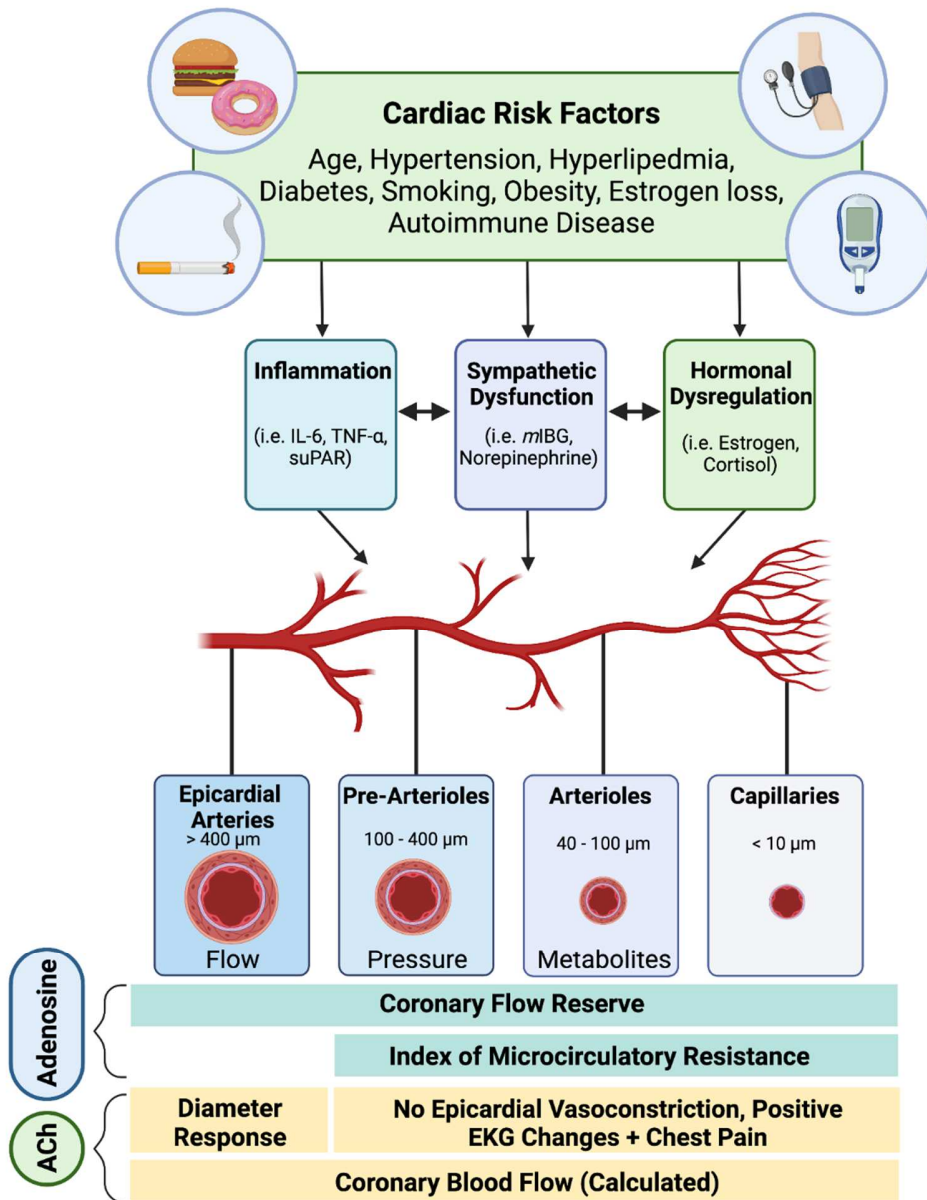 Cardiac Risk Factors
Age, Hypertension, Hyperlipedmia,
Diabetes, Smoking, Obesity, Estrogen loss,
Autoimmune Disease
Inflammation
(i.e. IL-6, TNF-α,
suPAR)
Sympathetic
Dysfunction
(i.e. mIBG,
Norepinephrine)
Hormonal
Dysregulation
(i.e. Estrogen,
Cortisol)
Epicardial
Arteries
> 400 µm
Flow
Pre-Arterioles
100 - 400 µm
Pressure
Arterioles
40 - 100 µm
Metabolites
Capillaries
< 10 µm
Adenosine
Coronary Flow Reserve
Index of Microcirculatory Resistance
ACh
Diameter
Response
No Epicardial Vasoconstriction, Positive
EKG Changes + Chest Pain
Coronary Blood Flow (Calculated)